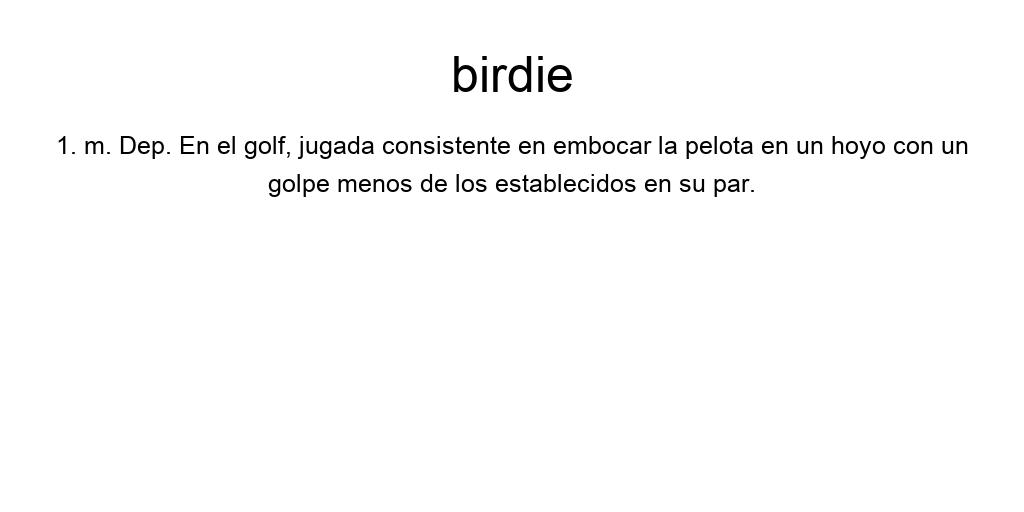 birdie
1. m. Dep. En el golf, jugada consistente en embocar la pelota en un hoyo con un
golpe menos de los establecidos en su par.